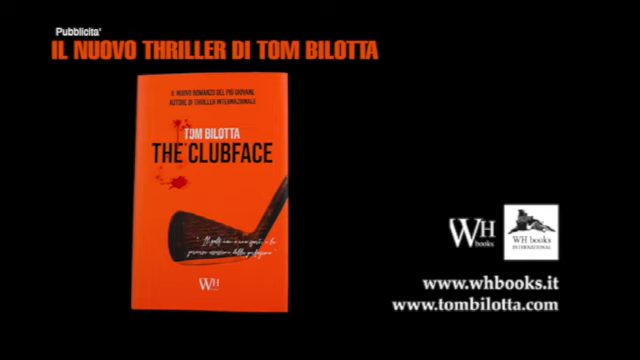 Pubblicita'
IL NUOVO THRILLER DI TOM BILOTTA
IL NUOVO ROMANZO DEL PIÙ GIOVANE
AUTORE DI THRILLER INTERNAZIONALE
TOM BILOTTA
THE CLUBFACE
WH
WH
books
WH books
INTERNATIONAL
www.whbooks.it
www.tombilotta.com